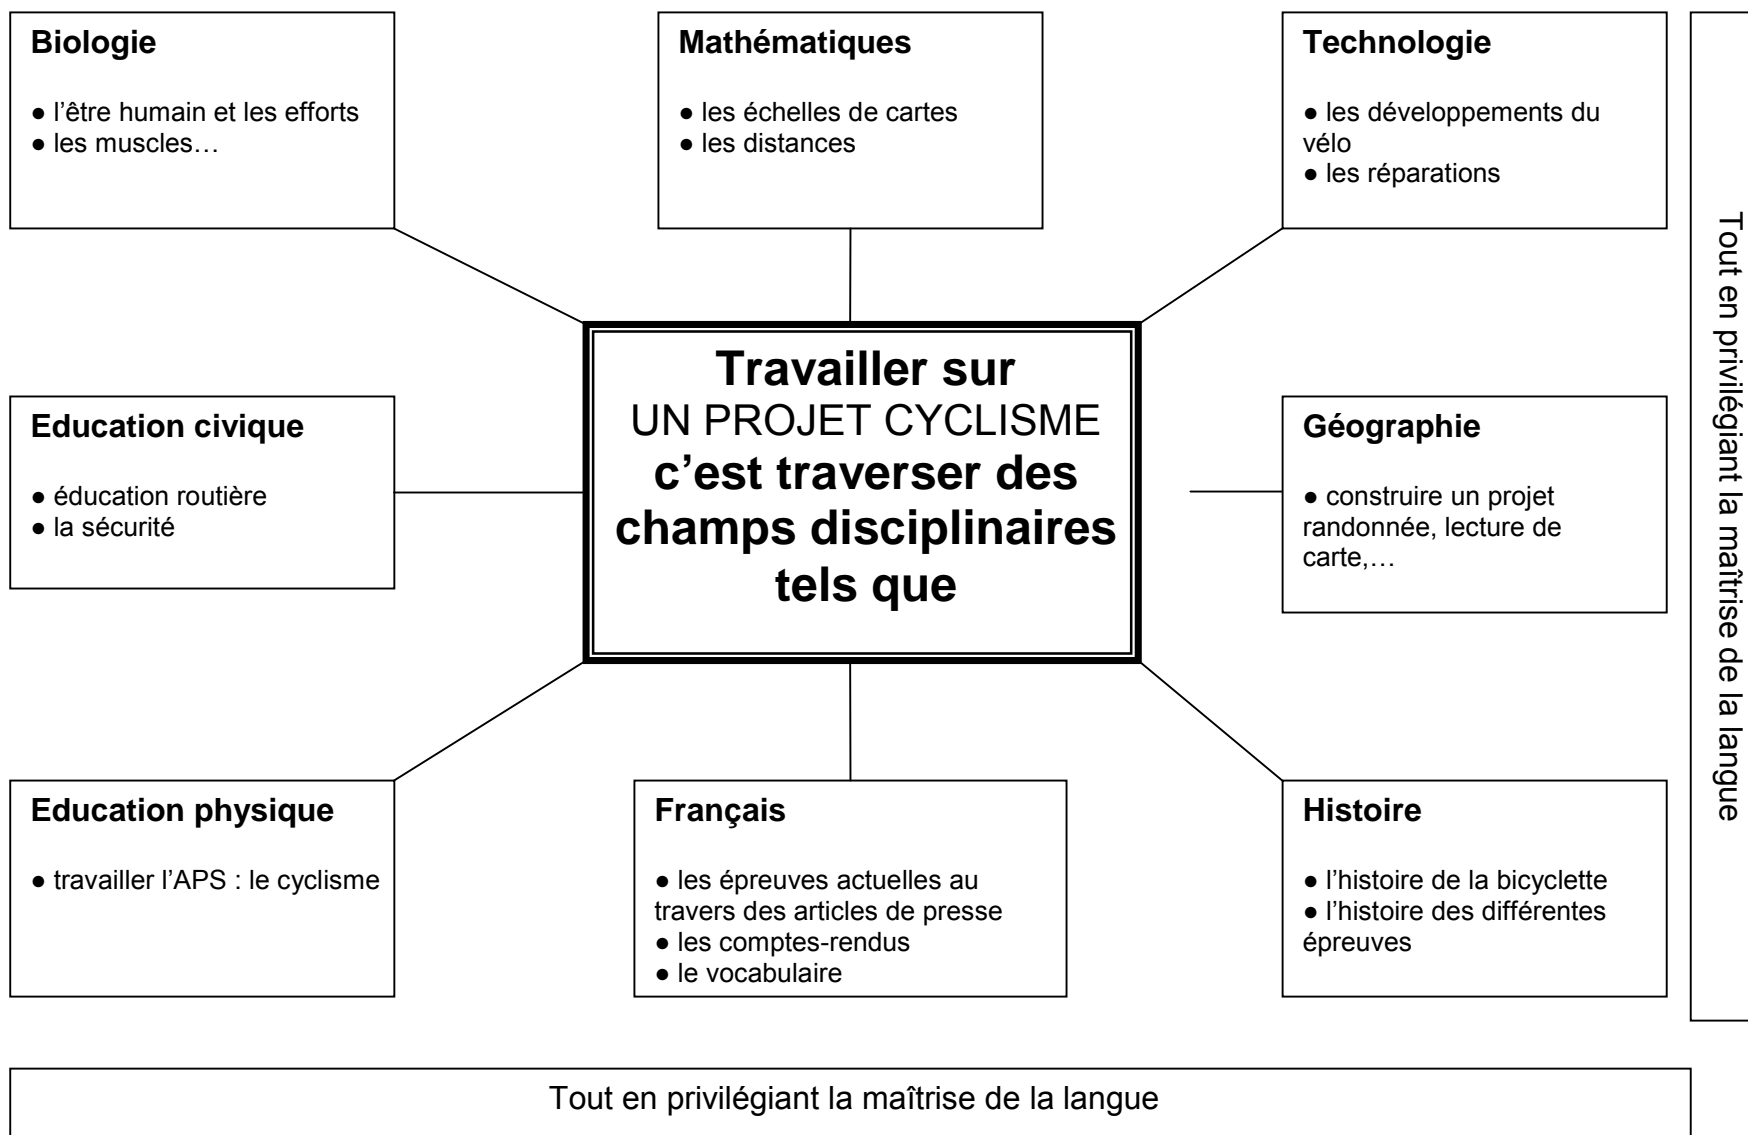 Biologie
● l’être humain et les efforts
● les muscles…
Mathématiques
● les échelles de cartes
● les distances
Technologie
● les développements du
vélo
● les réparations
Travailler sur
UN PROJET CYCLISME
c’est traverser des
champs disciplinaires
tels que
Education civique
● éducation routière
● la sécurité
Géographie
● construire un projet
randonnée, lecture de
carte,…
Education physique
● travailler l’APS : le cyclisme
Français
● les épreuves actuelles au
travers des articles de presse
● les comptes-rendus
● le vocabulaire
Histoire
● l’histoire de la bicyclette
● l’histoire des différentes
épreuves
Tout en privilégiant la maîtrise de la langue
Tout en privilégiant la maîtrise de la langue